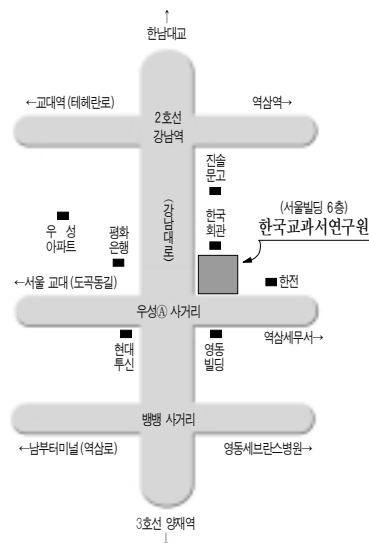 ↑
한남대교
←교대역 (테헤란로)
역삼역→
2호선
강남역
진솔
문고
(강남대로)
우 성
아파트
평화
은행
한국
회관
(서울빌딩 6층)
한국교과서연구원
←서울 교대 (도곡동길)
한전
우성Ⓐ 사거리
역삼세무서→
현대
투신
영동
빌딩
뱅뱅 사거리
←남부터미널 (역삼로)
영동세브란스병원→
3호선 양재역
↓